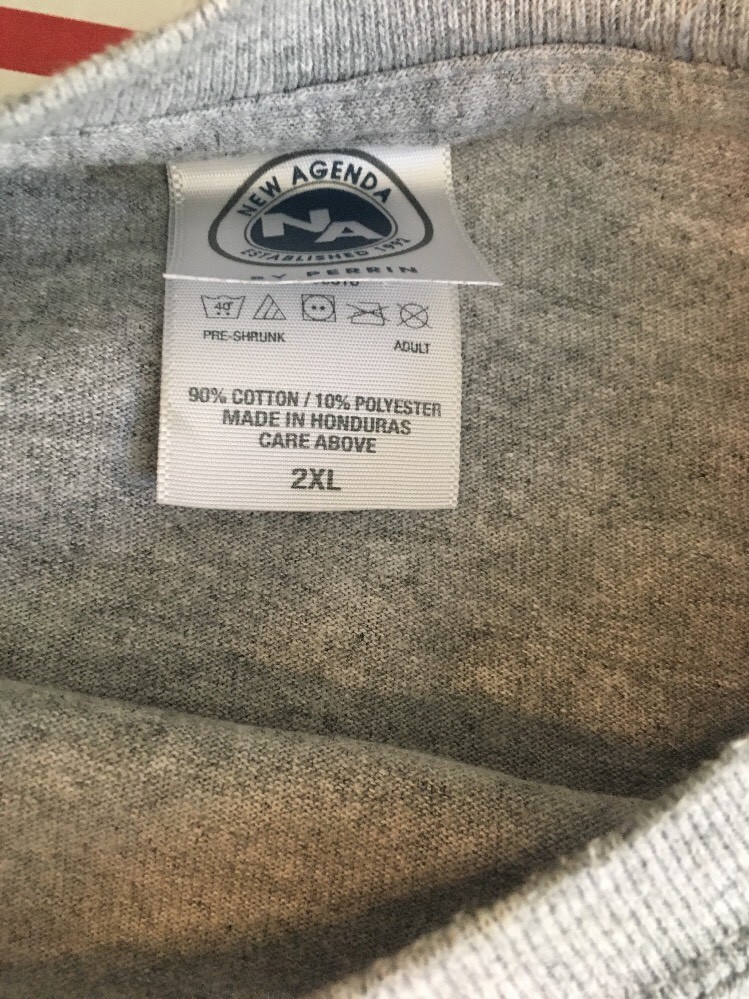 NEW AGENDA
NA
ESTABLISHED 1992
BY PERRIN
40°
PRE-SHRUNK
ADULT
90% COTTON / 10% POLYESTER
MADE IN HONDURAS
CARE ABOVE
2XL